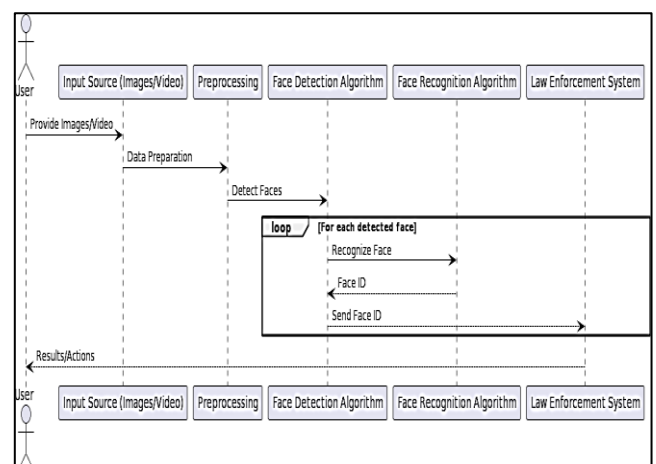 User
Input Source (Images/Video)
Preprocessing
Face Detection Algorithm
Face Recognition Algorithm
Law Enforcement System
Provide Images/Video
Data Preparation
Detect Faces
loop
[For each detected face]
Recognize Face
Face ID
Send Face ID
Results/Actions
User
Input Source (Images/Video)
Preprocessing
Face Detection Algorithm
Face Recognition Algorithm
Law Enforcement System